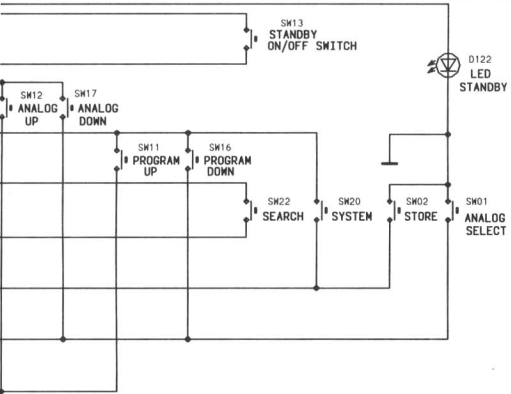 SW13
STANDBY
ON/OFF SWITCH
D122
LED
STANDBY
SW12
ANALOG
UP
SW17
ANALOG
DOWN
SW11
PROGRAM
UP
SW16
PROGRAM
DOWN
SW22
SEARCH
SW20
SYSTEM
SW02
STORE
SW01
ANALOG
SELECT